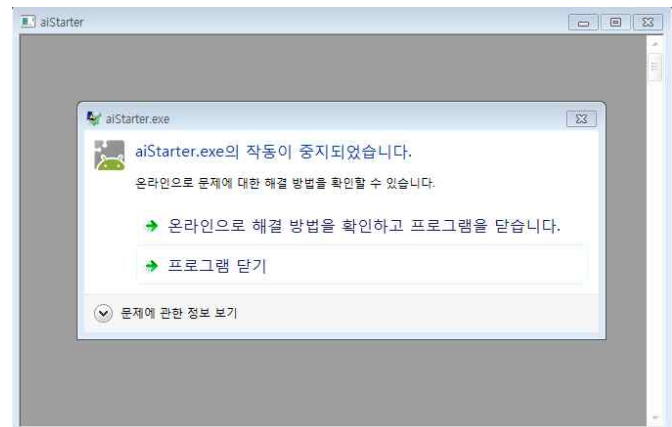 aiStarter
aiStarter.exe
aiStarter.exe의 작동이 중지되었습니다.
온라인으로 문제에 대한 해결 방법을 확인할 수 있습니다.
온라인으로 해결 방법을 확인하고 프로그램을 닫습니다.
프로그램 닫기
문제에 관한 정보 보기